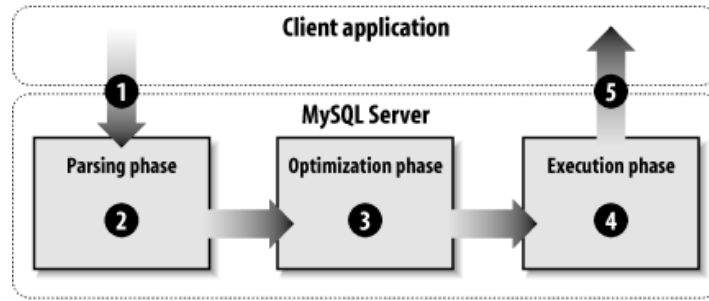 Client application
1
5
MySQL Server
Parsing phase
Optimization phase
Execution phase
2
3
4